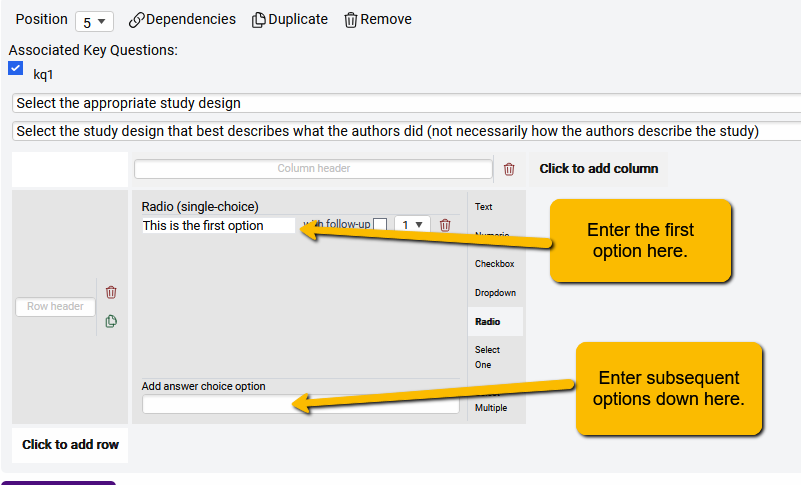 Position 5 Dependencies Duplicate Remove
Associated Key Questions:
kq1
Select the appropriate study design
Select the study design that best describes what the authors did (not necessarily how the authors describe the study)
Column header
Click to add column
Radio (single-choice)
This is the first option
with follow-up 1
Text
Numeric
Checkbox
Dropdown
Radio
Select
One
Multiple
Row header
Add answer choice option
Click to add row
Enter the first
option here.
Enter subsequent
options down here.